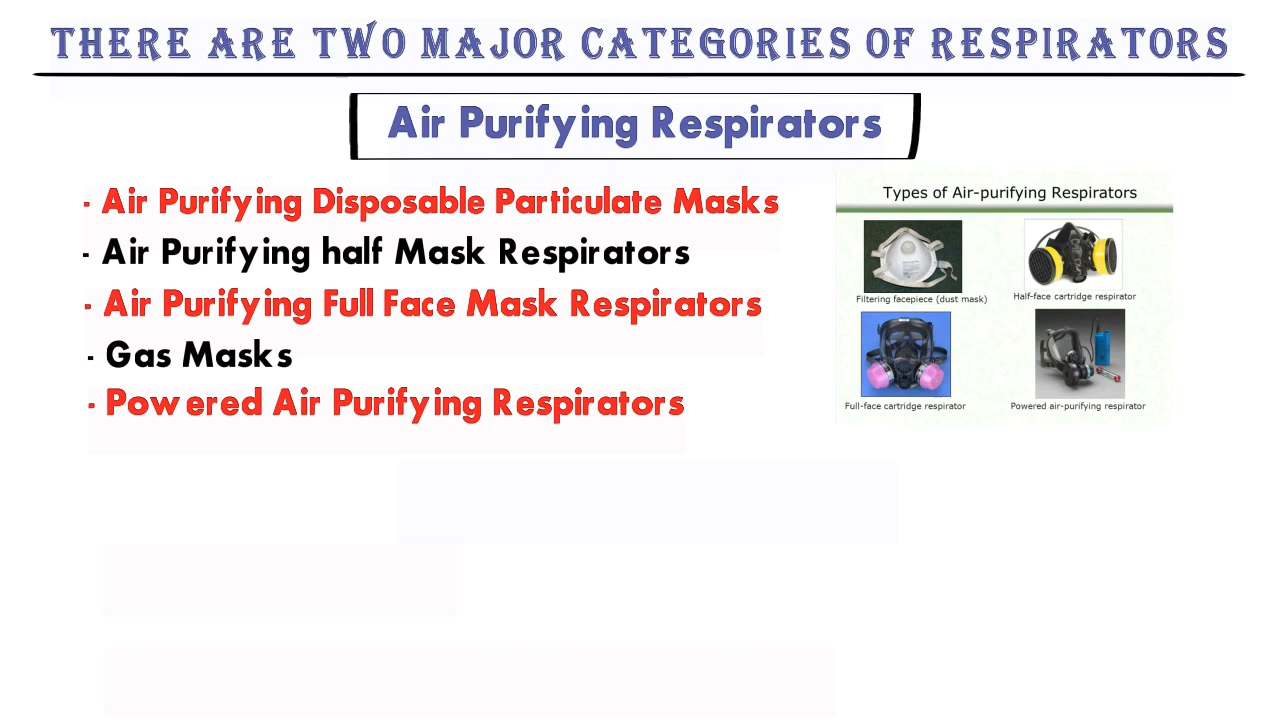 THERE ARE TWO MAJOR CATEGORIES OF RESPIRATORS
Air Purifying Respirators
- Air Purifying Disposable Particulate Masks
- Air Purifying half Mask Respirators
- Air Purifying Full Face Mask Respirators
- Gas Masks
- Powered Air Purifying Respirators
Types of Air-purifying Respirators
Filtering facepiece (dust mask)
Half-face cartridge respirator
Full-face cartridge respirator
Powered air-purifying respirator